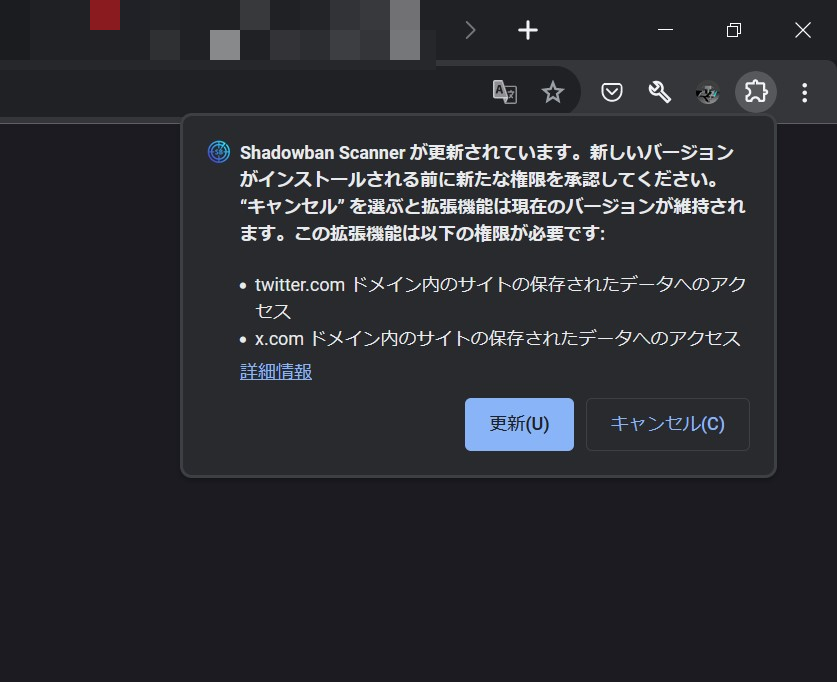 Shadowban Scanner が更新されています。新しいバージョン
がインストールされる前に新たな権限を承認してください。
“キャンセル” を選ぶと拡張機能は現在のバージョンが維持され
ます。この拡張機能は以下の権限が必要です:
• twitter.com ドメイン内のサイトの保存されたデータへのアク
セス
• x.com ドメイン内のサイトの保存されたデータへのアクセス
詳細情報
更新(U) キャンセル(C)